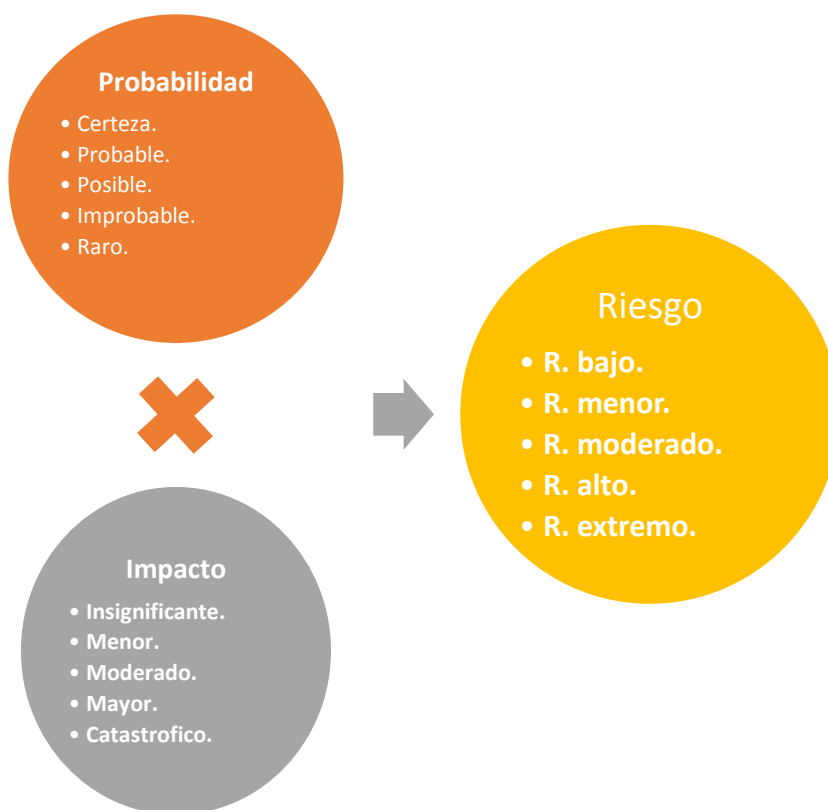 Probabilidad
• Certeza.
• Probable.
• Posible.
• Improbable.
• Raro.
Impacto
• Insignificante.
• Menor.
• Moderado.
• Mayor.
• Catastrofico.
Riesgo
• R. bajo.
• R. menor.
• R. moderado.
• R. alto.
• R. extremo.